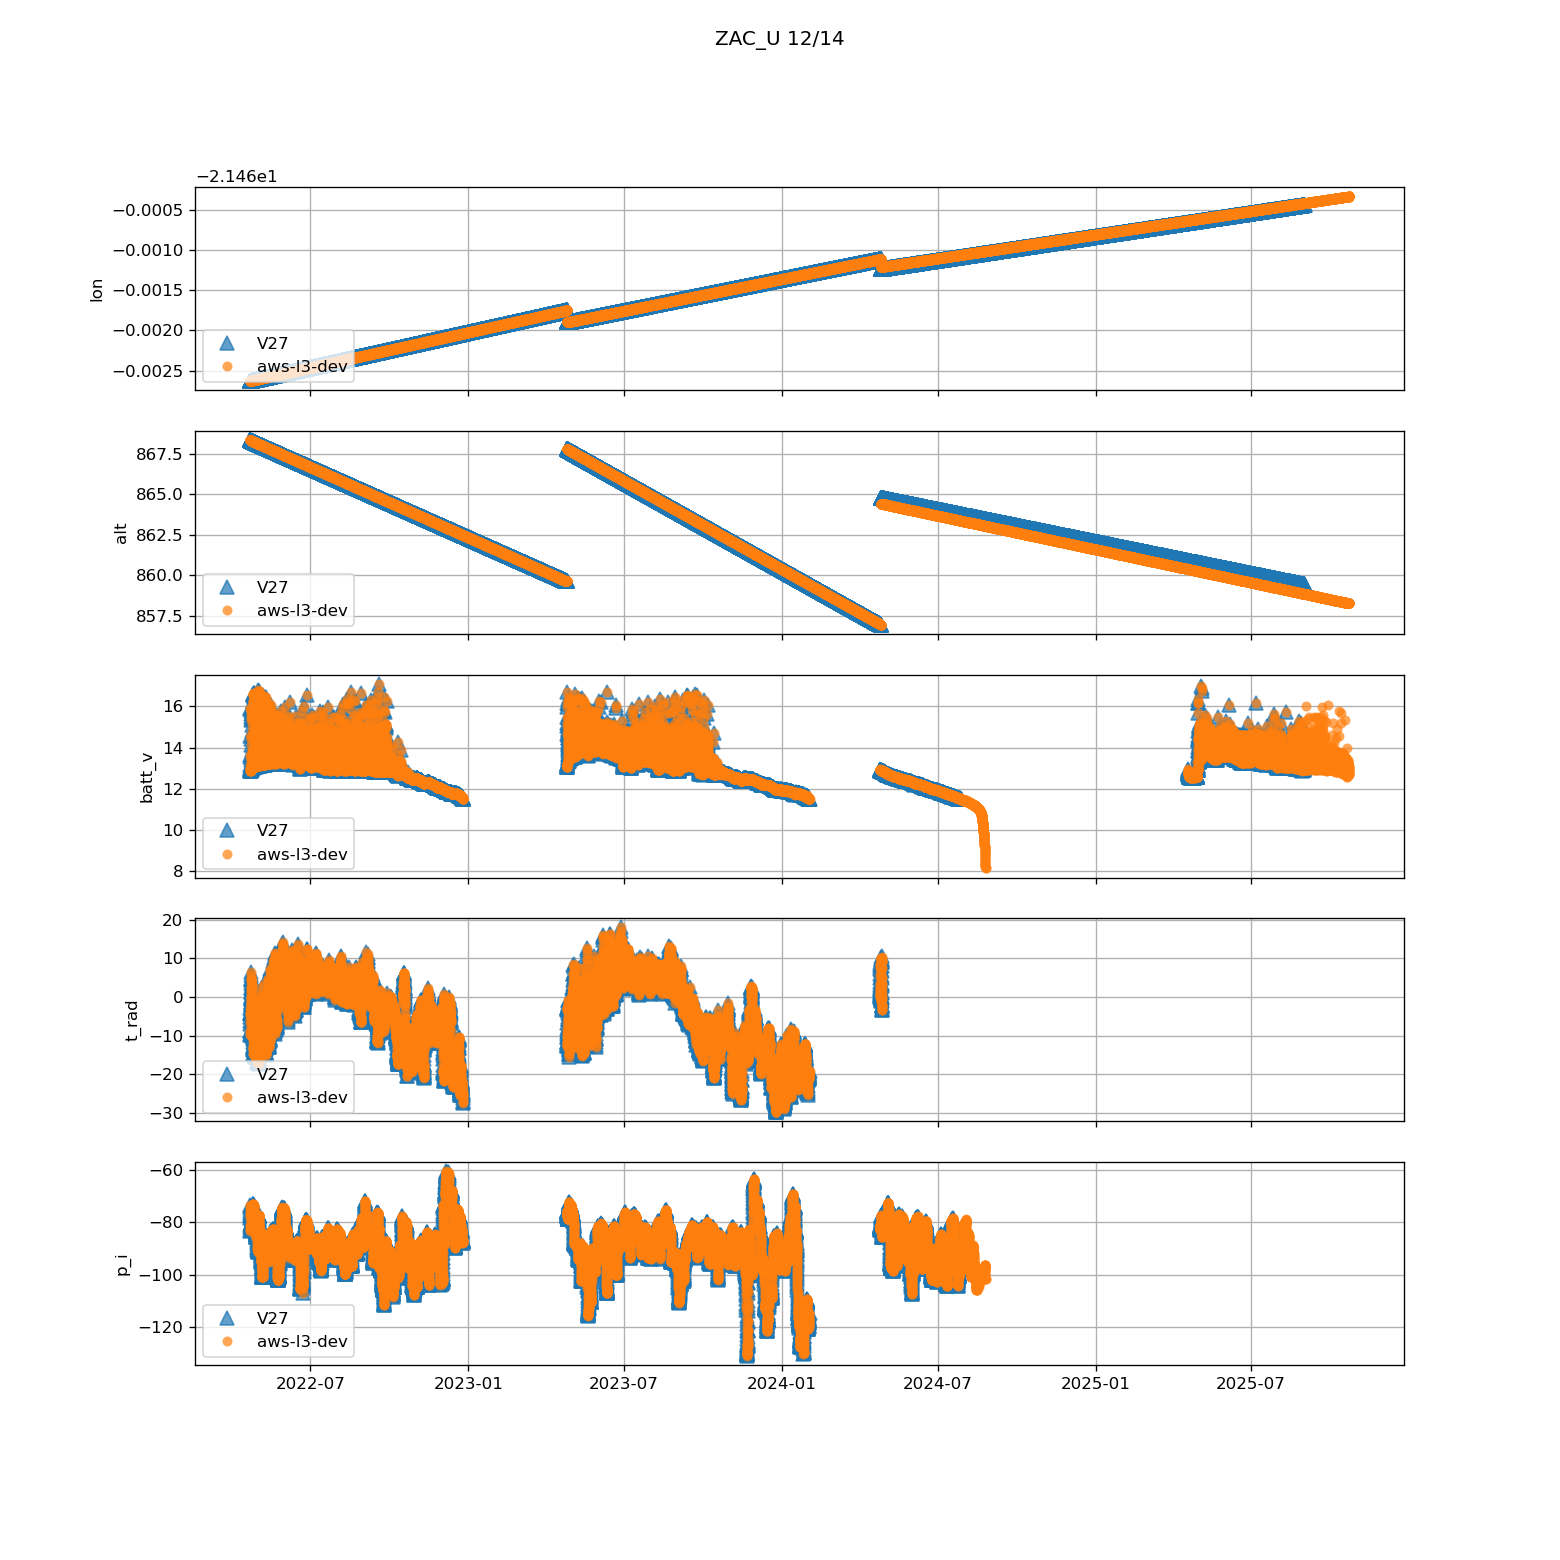 ZAC_U 12/14
−2.146e1
−0.0005
−0.0010
−0.0015
−0.0020
−0.0025
lon
V27
aws-l3-dev
867.5
865.0
862.5
860.0
857.5
alt
V27
aws-l3-dev
16
14
12
10
8
batt_v
V27
aws-l3-dev
20
10
0
−10
−20
−30
t_rad
V27
aws-l3-dev
−60
−80
−100
−120
p_i
V27
aws-l3-dev
2022-07 2023-01 2023-07 2024-01 2024-07 2025-01 2025-07